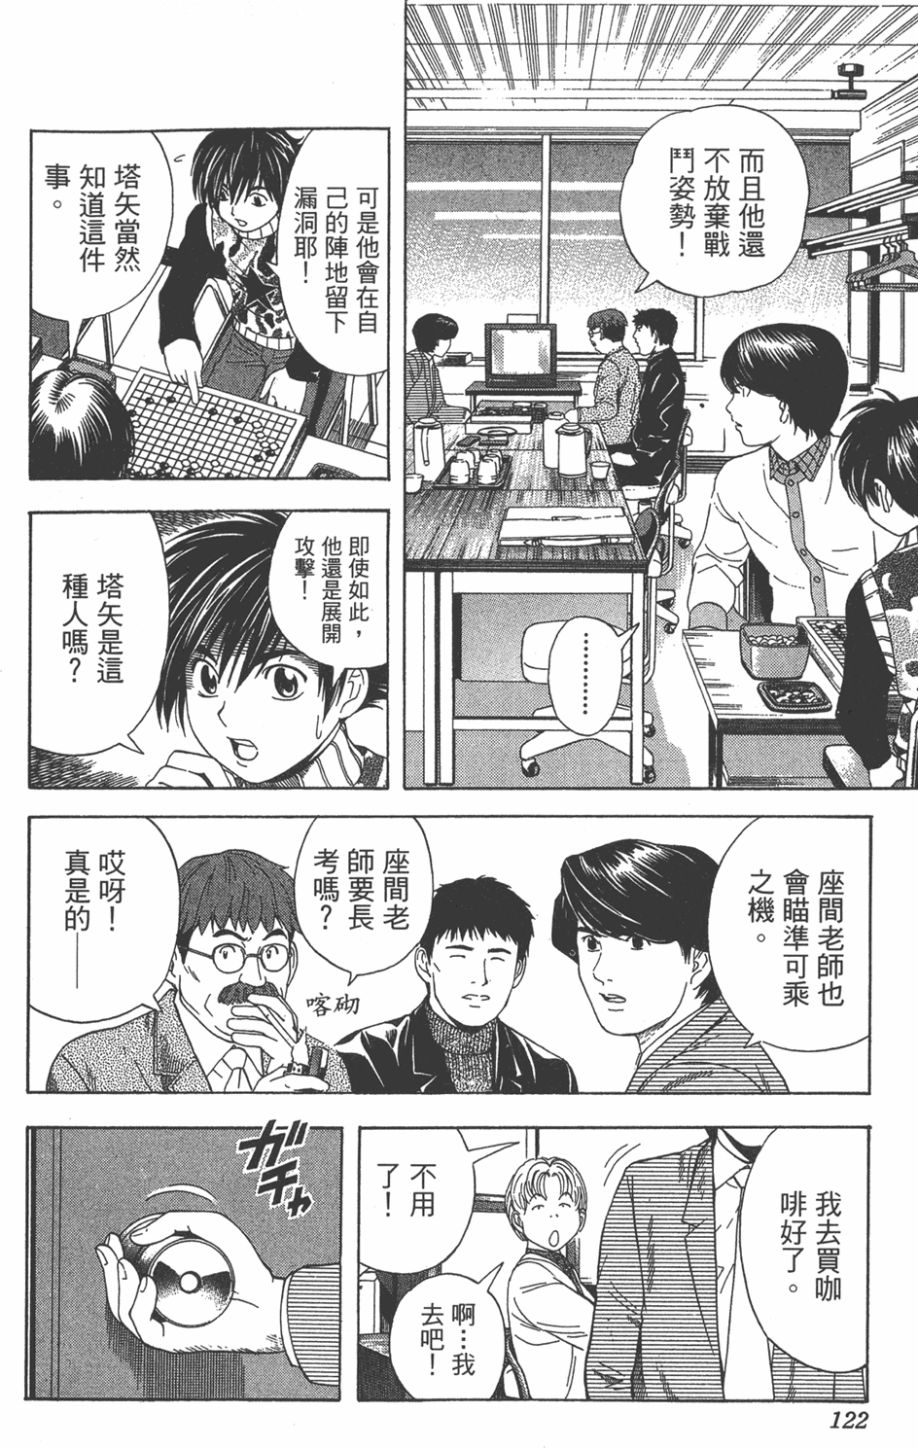 而且他還
不放棄戰
鬥姿勢！
…………
可是他會在自
己的陣地留下
漏洞耶！
塔矢當然
知道這件
事。
即使如此，
他還是展開
攻擊！
塔矢是這
種人嗎？
座間老師也
會瞄準可乘
之機。
座間老
師要長
考嗎？
喀砌
哎呀！
真是的——
我去買咖
啡好了。
啊…我
去吧！
不用
了！
ガチャ
122